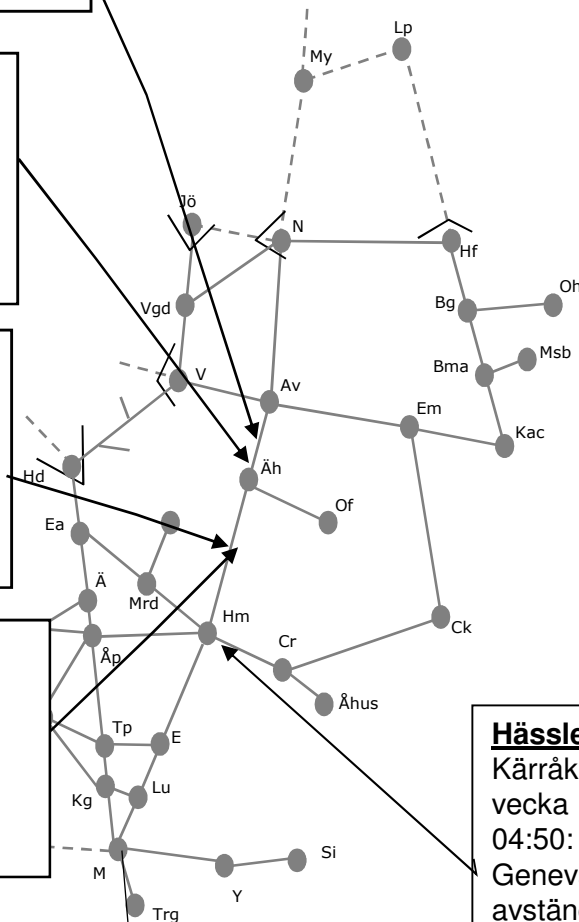 Lp
My
Jö
N
Hf
Vgd
Bg
Oh
V
Msb
Bma
Av
Em
Kac
Hd
Äh
Of
Ea
Ä
Mrd
Hm
Ck
Åp
Cr
Åhus
Tp
E
Kg
Lu
Si
M
Y
Trg
Hässle
Kärråk
vecka
04:50:
Genev
avstän